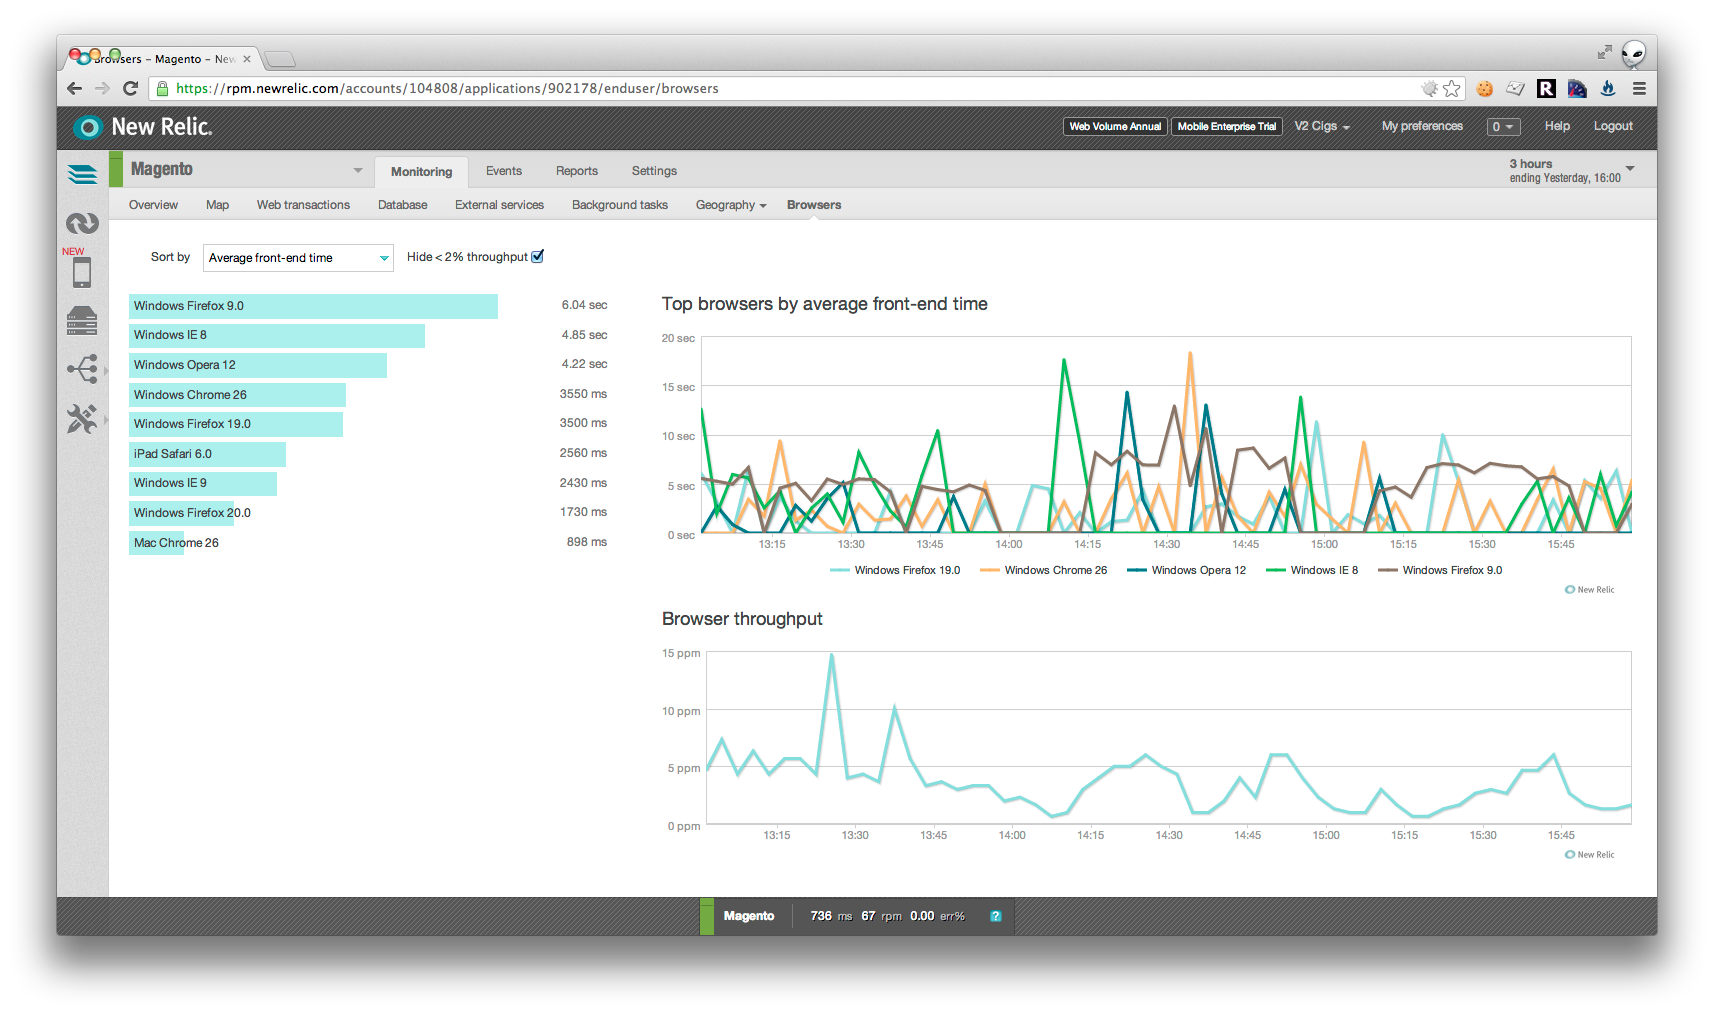 Browsers – Magento – New
https://rpm.newrelic.com/accounts/104808/applications/902178/enduser/browsers
New Relic.
Web Volume Annual
Mobile Enterprise Trial
V2 Cigs
My preferences
0
Help
Logout
Magento
Monitoring
Events
Reports
Settings
3 hours
ending Yesterday, 16:00
NEW
Overview
Map
Web transactions
Database
External services
Background tasks
Geography
Browsers
Sort by
Average front-end time
Hide < 2% throughput
Windows Firefox 9.0 6.04 sec
Windows IE 8 4.85 sec
Windows Opera 12 4.22 sec
Windows Chrome 26 3550 ms
Windows Firefox 19.0 3500 ms
iPad Safari 6.0 2560 ms
Windows IE 9 2430 ms
Windows Firefox 20.0 1730 ms
Mac Chrome 26 898 ms
Top browsers by average front-end time
20 sec
15 sec
10 sec
5 sec
0 sec
13:15 13:30 13:45 14:00 14:15 14:30 14:45 15:00 15:15 15:30 15:45
Windows Firefox 19.0 Windows Chrome 26 Windows Opera 12 Windows IE 8 Windows Firefox 9.0
New Relic
Browser throughput
15 ppm
10 ppm
5 ppm
0 ppm
13:15 13:30 13:45 14:00 14:15 14:30 14:45 15:00 15:15 15:30 15:45
New Relic
Magento 736 ms 67 rpm 0.00 err% ?
R